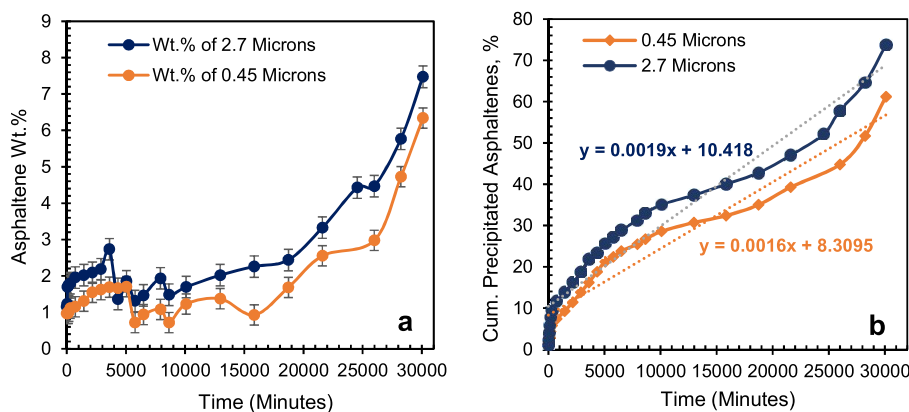 9
8
7
6
5
4
3
2
1
0
Asphaltene Wt.%
Wt.% of 2.7 Microns
Wt.% of 0.45 Microns
a
0 5000 10000 15000 20000 25000 30000
Time (Minutes)
80
70
60
50
40
30
20
10
0
Cum. Precipitated Asphaltenes, %
0.45 Microns
2.7 Microns
y = 0.0019x + 10.418
y = 0.0016x + 8.3095
b
0 5000 10000 15000 20000 25000 30000
Time (Minutes)